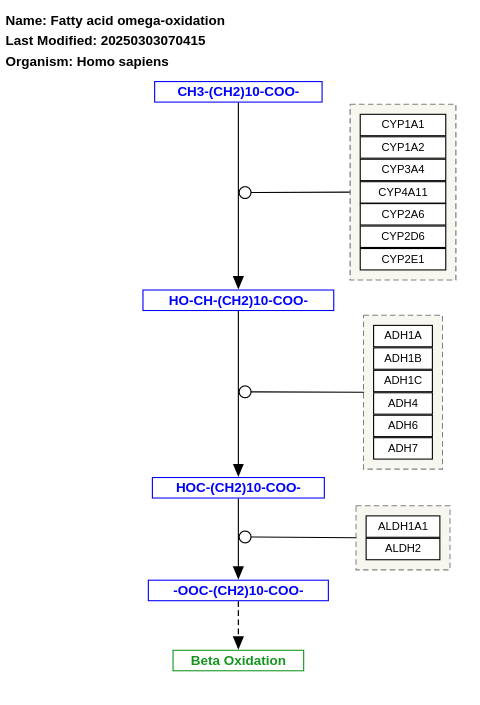 Name: Fatty acid omega-oxidation
Last Modified: 20250303070415
Organism: Homo sapiens
CH3-(CH2)10-COO-
CYP1A1
CYP1A2
CYP3A4
CYP4A11
CYP2A6
CYP2D6
CYP2E1
HO-CH-(CH2)10-COO-
ADH1A
ADH1B
ADH1C
ADH4
ADH6
ADH7
HOC-(CH2)10-COO-
ALDH1A1
ALDH2
-OOC-(CH2)10-COO-
Beta Oxidation